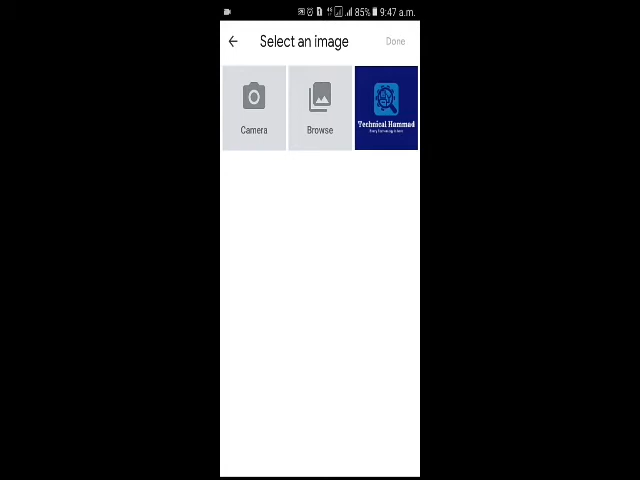 85% 9:47 a.m.
Select an image
Done
Camera
Browse
Technical Hammad